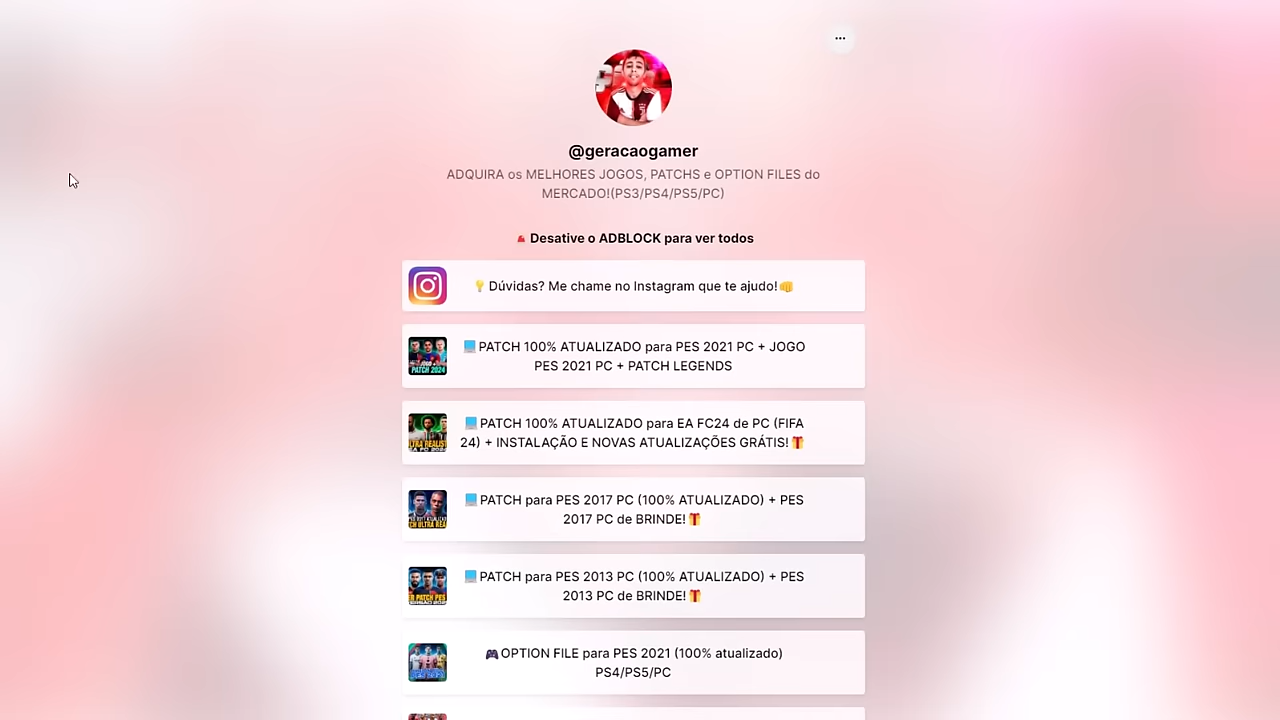 @geracaogamer
ADQUIRA os MELHORES JOGOS, PATCHS e OPTION FILES do
MERCADO!(PS3/PS4/PS5/PC)
Desative o ADBLOCK para ver todos
Dúvidas? Me chame no Instagram que te ajudo!
PATCH 100% ATUALIZADO para PES 2021 PC + JOGO
PES 2021 PC + PATCH LEGENDS
JOGO +
PATCH 2024
PATCH 100% ATUALIZADO para EA FC24 de PC (FIFA
24) + INSTALAÇÃO E NOVAS ATUALIZAÇÕES GRÁTIS!
PATCH para PES 2017 PC (100% ATUALIZADO) + PES
2017 PC de BRINDE!
PATCH para PES 2013 PC (100% ATUALIZADO) + PES
2013 PC de BRINDE!
OPTION FILE para PES 2021 (100% atualizado)
PS4/PS5/PC